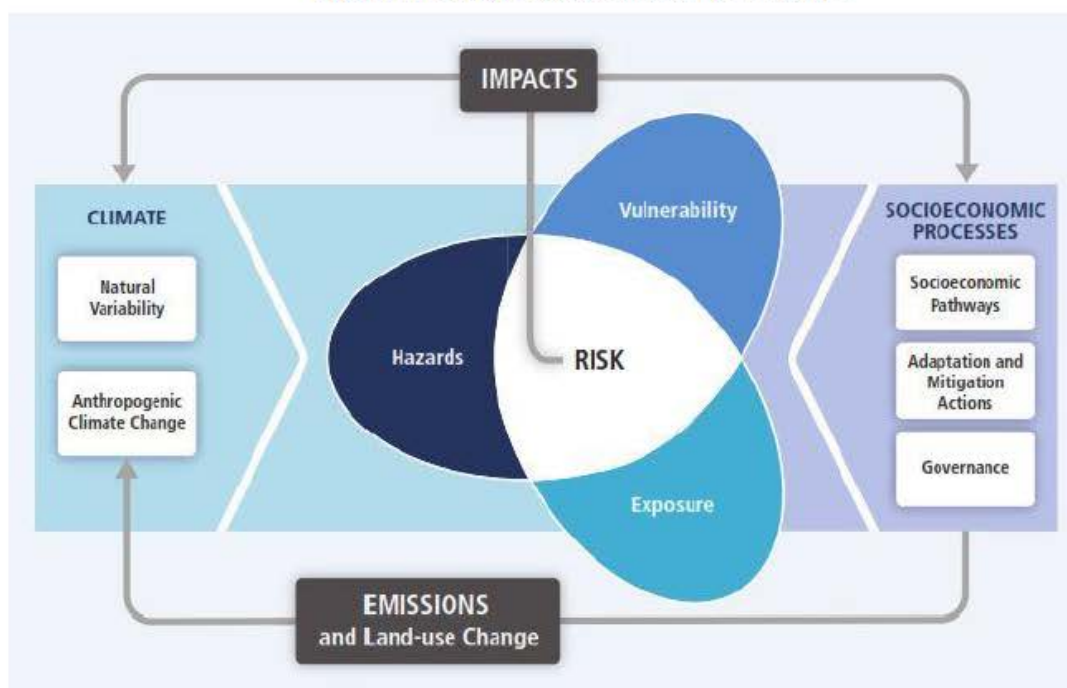 IMPACTS
CLIMATE
Natural
Variability
Anthropogenic
Climate Change
Vulnerability
Hazards
RISK
Exposure
SOCIOECONOMIC
PROCESSES
Socioeconomic
Pathways
Adaptation and
Mitigation
Actions
Governance
EMISSIONS
and Land-use Change